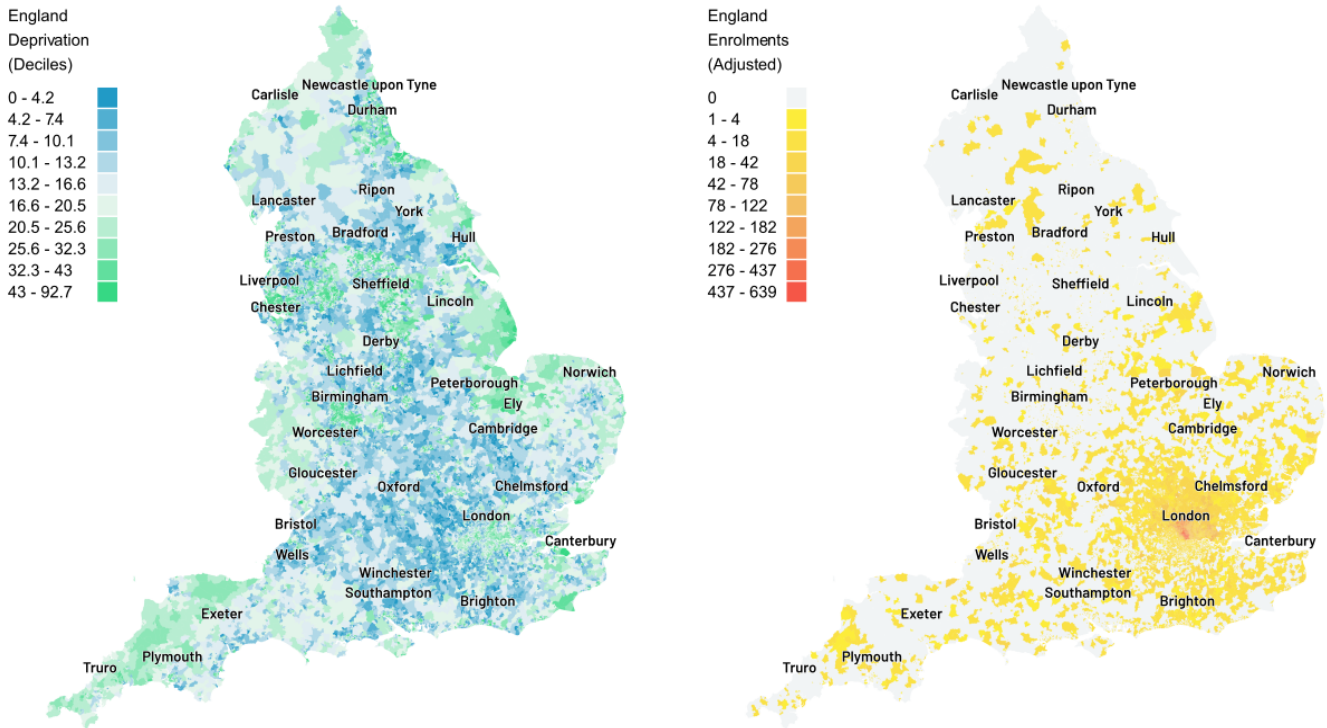 England
Deprivation
(Deciles)
0 - 4.2
4.2 - 7.4
7.4 - 10.1
10.1 - 13.2
13.2 - 16.6
16.6 - 20.5
20.5 - 25.6
25.6 - 32.3
32.3 - 43
43 - 92.7
Newcastle upon Tyne
Carlisle
Durham
Ripon
Lancaster
York
Bradford
Preston
Hull
Liverpool
Sheffield
Chester
Lincoln
Derby
Lichfield
Peterborough
Norwich
Birmingham
Ely
Worcester
Cambridge
Gloucester
Oxford
Chelmsford
London
Bristol
Canterbury
Wells
Winchester
Southampton
Brighton
Exeter
Plymouth
Truro
England
Enrolments
(Adjusted)
0
1 - 4
4 - 18
18 - 42
42 - 78
78 - 122
122 - 182
182 - 276
276 - 437
437 - 639
Newcastle upon Tyne
Carlisle
Durham
Ripon
Lancaster
York
Bradford
Preston
Hull
Liverpool
Sheffield
Chester
Lincoln
Derby
Lichfield
Peterborough
Norwich
Birmingham
Ely
Worcester
Cambridge
Gloucester
Oxford
Chelmsford
London
Bristol
Canterbury
Wells
Winchester
Southampton
Brighton
Exeter
Plymouth
Truro